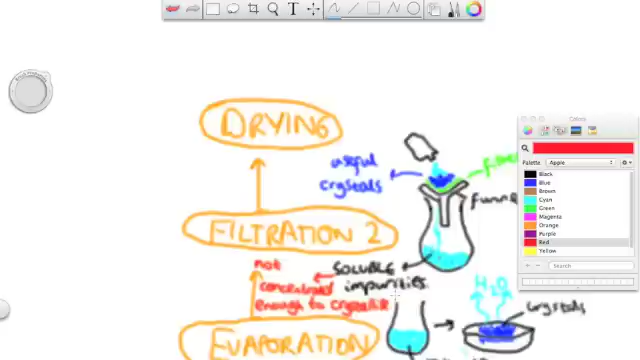 DRYING
useful
crystals
funne
FILTRATION 2
not
concentrated
enough to crystallise
SOLUBLE
impurities
H2O
crystals
EVAPORATION
Colors
Palette: Apple
Black
Blue
Brown
Cyan
Green
Magenta
Orange
Purple
Red
Yellow
Search